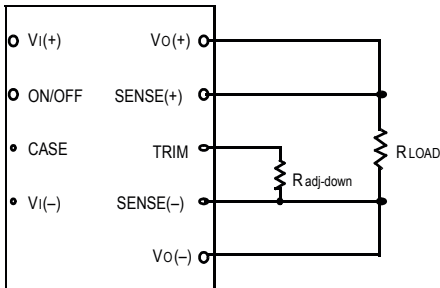 VI(+) VO(+)
ON/OFF SENSE(+)
CASE TRIM
RLOAD
Radj-down
VI(–) SENSE(–)
VO(–)